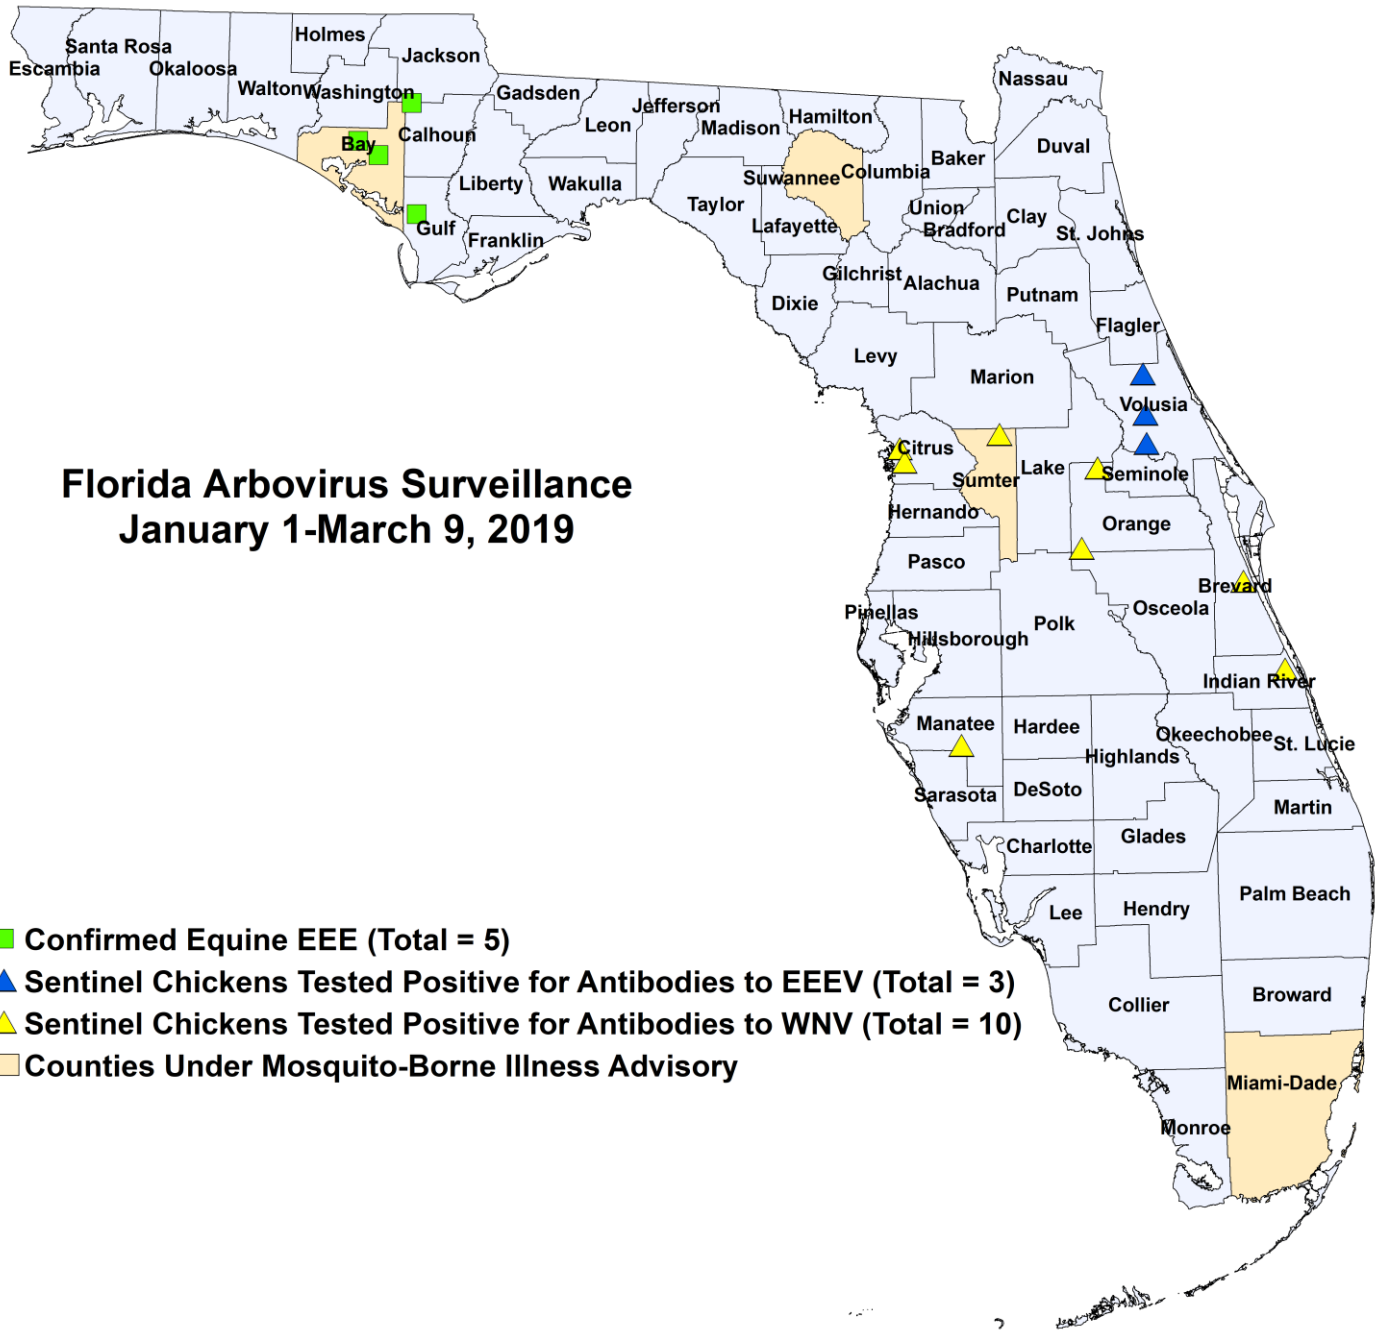 Holmes
Jackson
Santa Rosa
Escambia
Okaloosa
Walton
Washington
Gadsden
Nassau
Jefferson
Leon
Madison
Hamilton
Calhoun
Bay
Duval
Baker
Columbia
Suwannee
Liberty
Wakulla
Taylor
Union
Clay
Lafayette
Bradford
St. Johns
Gulf
Franklin
Gilchrist
Alachua
Putnam
Dixie
Flagler
Levy
Marion
Volusia
Citrus
Lake
Sumter
Seminole
Florida Arbovirus Surveillance
January 1-March 9, 2019
Hernando
Orange
Pasco
Brevard
Pinellas
Osceola
Polk
Hillsborough
Indian River
Manatee
Hardee
Okeechobee
St. Lucie
Highlands
DeSoto
Sarasota
Martin
Glades
Charlotte
Palm Beach
Lee
Hendry
Confirmed Equine EEE (Total = 5)
Sentinel Chickens Tested Positive for Antibodies to EEEV (Total = 3)
Broward
Collier
Sentinel Chickens Tested Positive for Antibodies to WNV (Total = 10)
Counties Under Mosquito-Borne Illness Advisory
Miami-Dade
Monroe